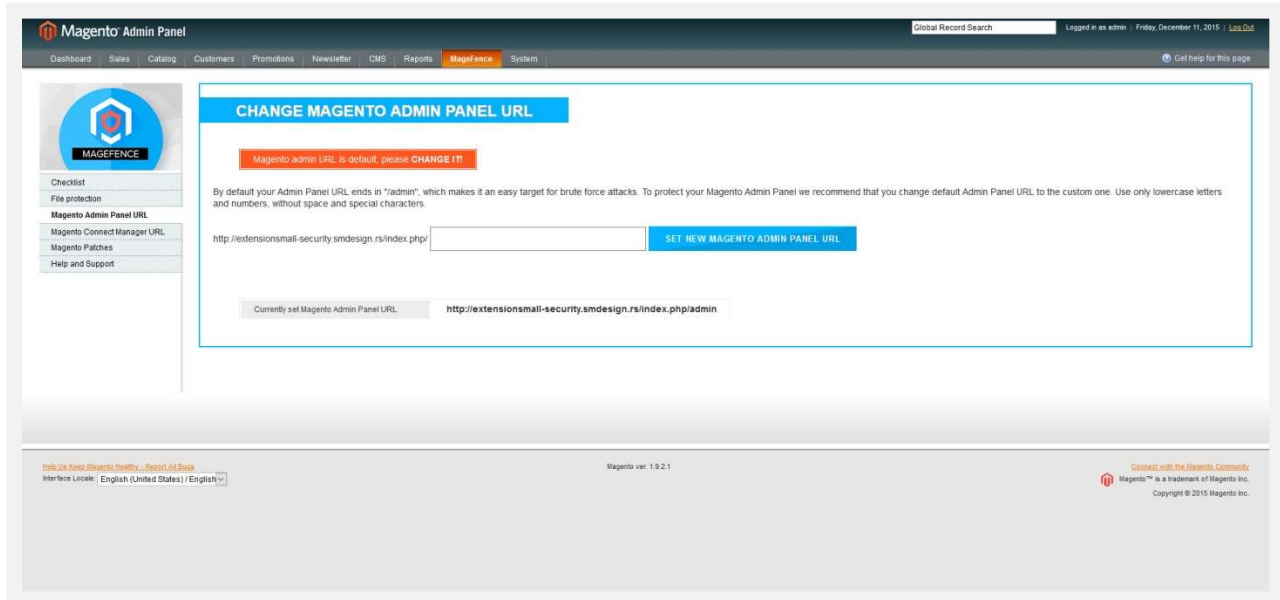 Magento Admin Panel
Global Record Search
Logged in as admin | Friday, December 11, 2015 | Log Out
Dashboard Sales Catalog Customers Promotions Newsletter CMS Reports MageFence System
Get help for this page
MAGEFENCE
Checklist
File protection
Magento Admin Panel URL
Magento Connect Manager URL
Magento Patches
Help and Support
CHANGE MAGENTO ADMIN PANEL URL
Magento admin URL is default, please CHANGE IT!
By default your Admin Panel URL ends in "/admin", which makes it an easy target for brute force attacks. To protect your Magento Admin Panel we recommend that you change default Admin Panel URL to the custom one. Use only lowercase letters
and numbers, without space and special characters.
http://extensionsmall-security.smdesign.rs/index.php/
SET NEW MAGENTO ADMIN PANEL URL
Currently set Magento Admin Panel URL http://extensionsmall-security.smdesign.rs/index.php/admin
Help Us Keep Magento Healthy - Report All Bugs
Interface Locale: English (United States) / English
Magento ver. 1.9.2.1
Connect with the Magento Community
Magento™ is a trademark of Magento Inc.
Copyright © 2015 Magento Inc.